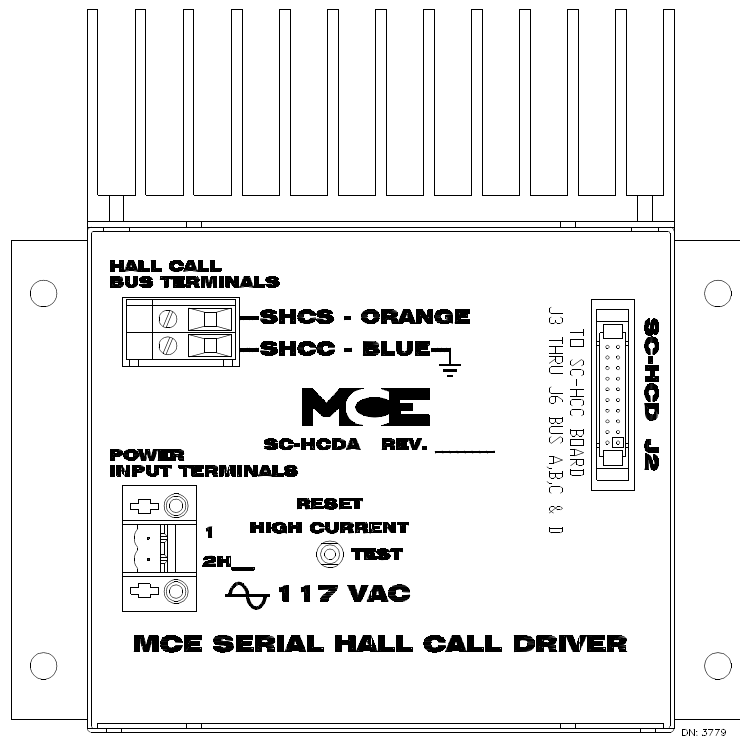 HALL CALL
BUS TERMINALS
SHCS - ORANGE
SHCC - BLUE
MCE
SC-HCDA REV. ______
POWER
INPUT TERMINALS
RESET
HIGH CURRENT
TEST
1
2H__
117 VAC
MCE SERIAL HALL CALL DRIVER
TO SC-HCC BOARD
J3 THRU J6 BUS A,B,C & D
SC-HCD J2
DN: 3779